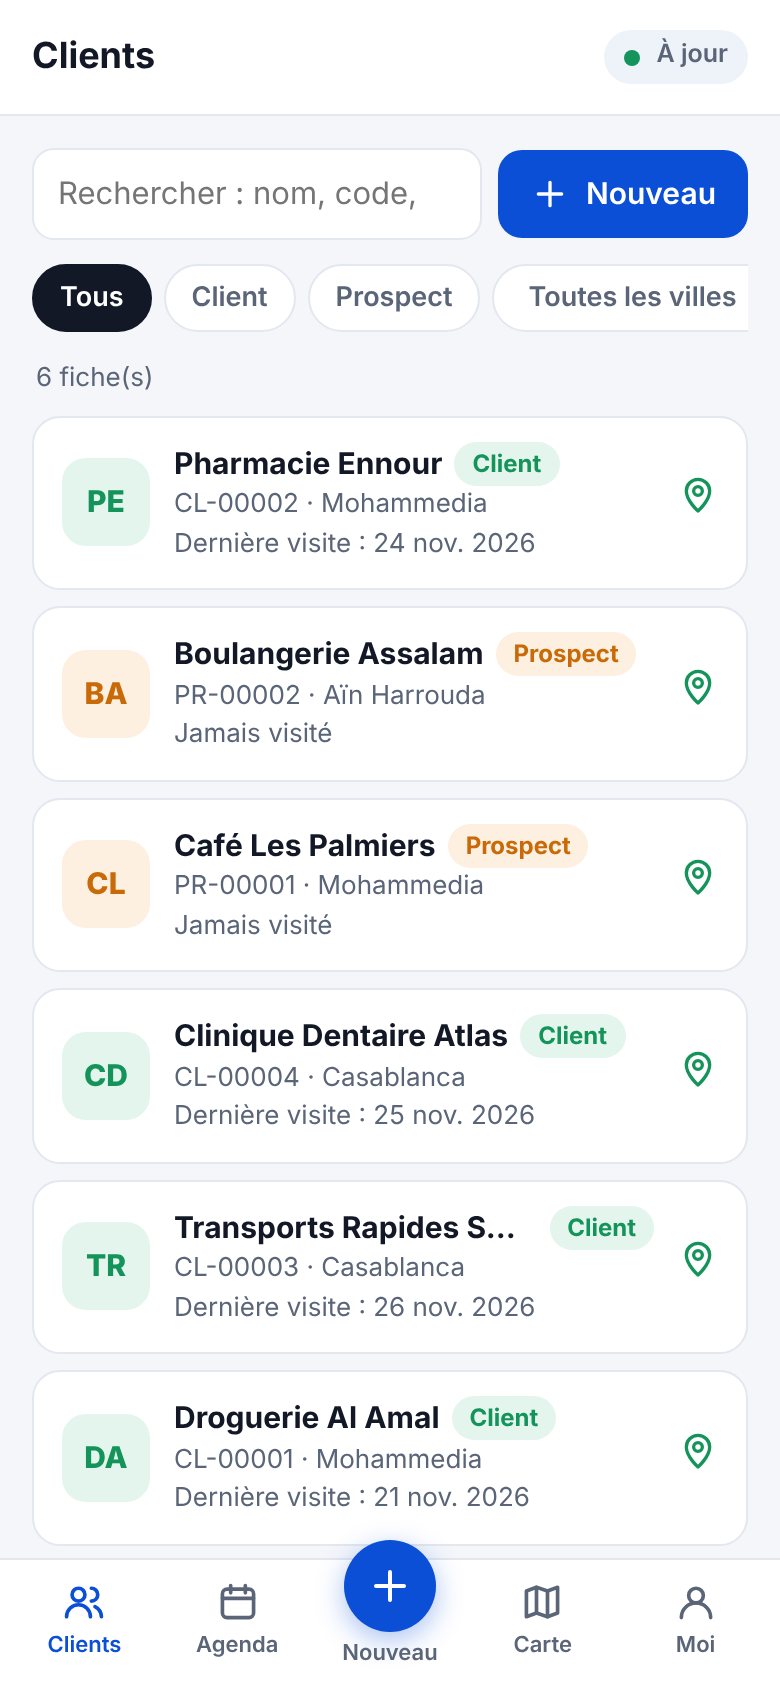 Clients
À jour
Rechercher : nom, code,
Nouveau
Tous
Client
Prospect
Toutes les villes
6 fiche(s)
PE
Pharmacie Ennour
Client
CL-00002 · Mohammedia
Dernière visite : 24 nov. 2026
BA
Boulangerie Assalam
Prospect
PR-00002 · Aïn Harrouda
Jamais visité
CL
Café Les Palmiers
Prospect
PR-00001 · Mohammedia
Jamais visité
CD
Clinique Dentaire Atlas
Client
CL-00004 · Casablanca
Dernière visite : 25 nov. 2026
TR
Transports Rapides S...
Client
CL-00003 · Casablanca
Dernière visite : 26 nov. 2026
DA
Droguerie Al Amal
Client
CL-00001 · Mohammedia
Dernière visite : 21 nov. 2026
Clients
Agenda
Nouveau
Carte
Moi